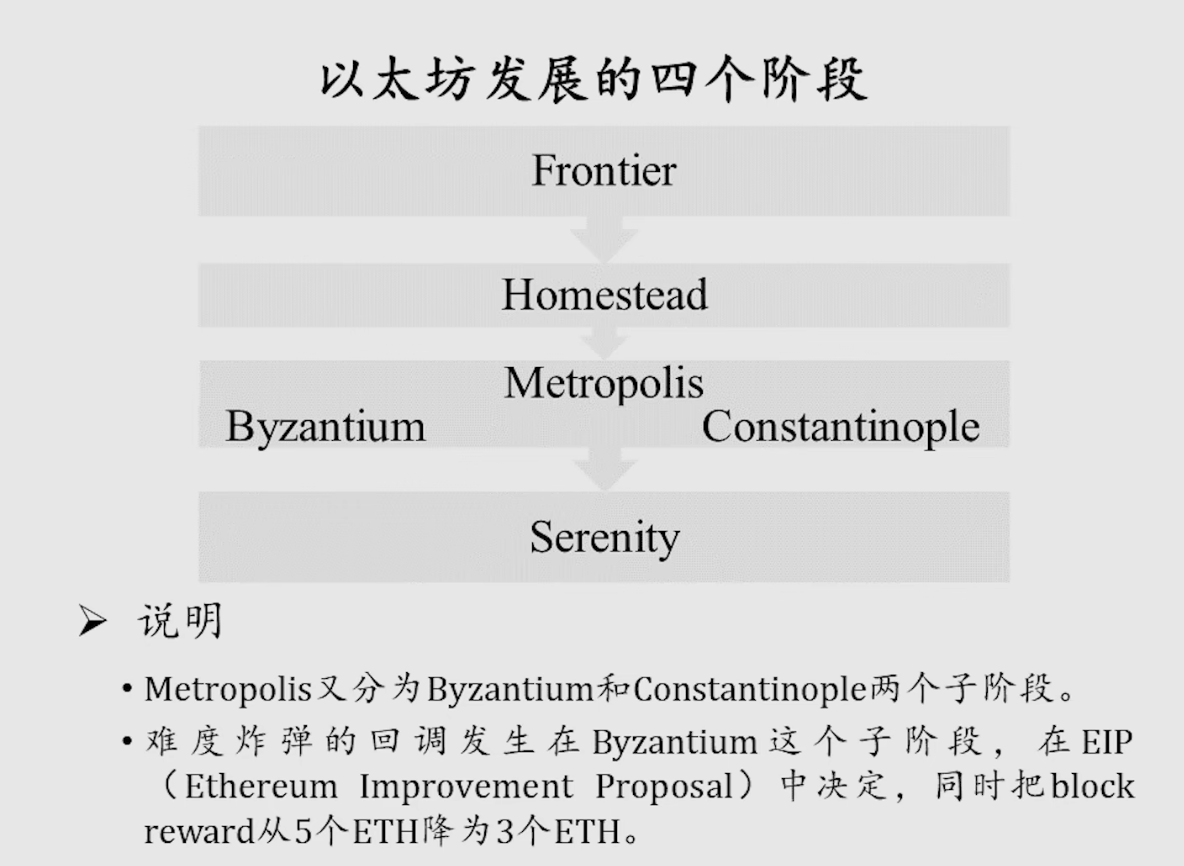 以太坊发展的四个阶段
Frontier
Homestead
Metropolis
Byzantium Constantinople
Serenity
➢ 说明
• Metropolis又分为Byzantium和Constantinople两个子阶段。
• 难度炸弹的回调发生在Byzantium这个子阶段，在EIP
（Ethereum Improvement Proposal）中决定，同时把block
reward从5个ETH降为3个ETH。